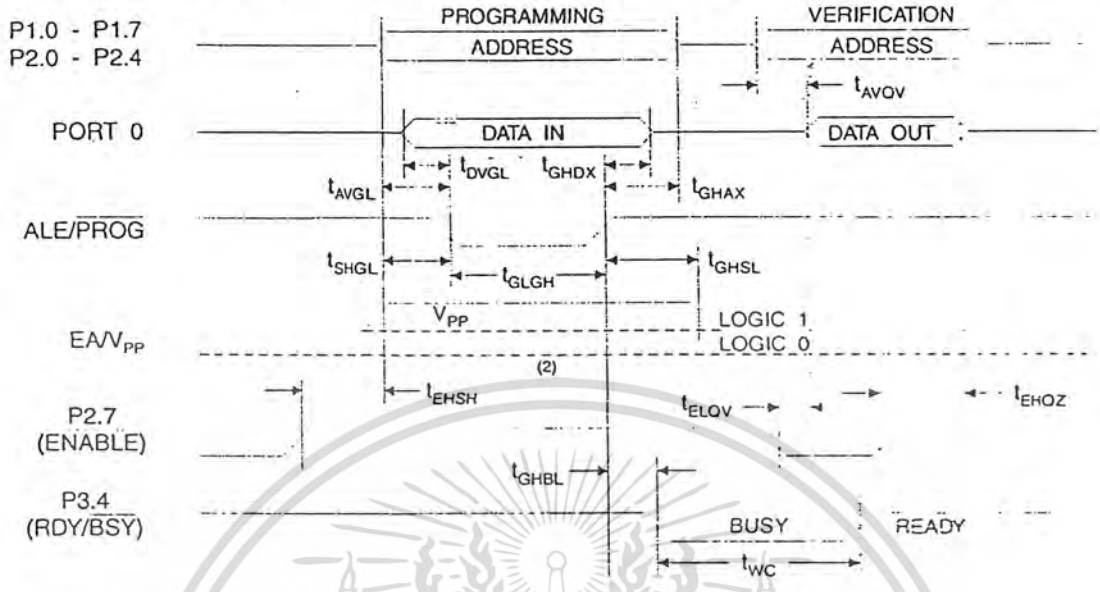 PROGRAMMING VERIFICATION
P1.0 - P1.7
P2.0 - P2.4
ADDRESS ADDRESS
tAVQV
PORT 0 DATA IN DATA OUT
tDVGL tGHDX
tAVGL tGHAX
ALE/PROG
tSHGL tGLGH tGHSL
VPP
LOGIC 1
EA/VPP LOGIC 0
(2)
tEHSH tELQV tEHQZ
P2.7
(ENABLE)
tGHBL
P3.4
(RDY/BSY) BUSY READY
tWC